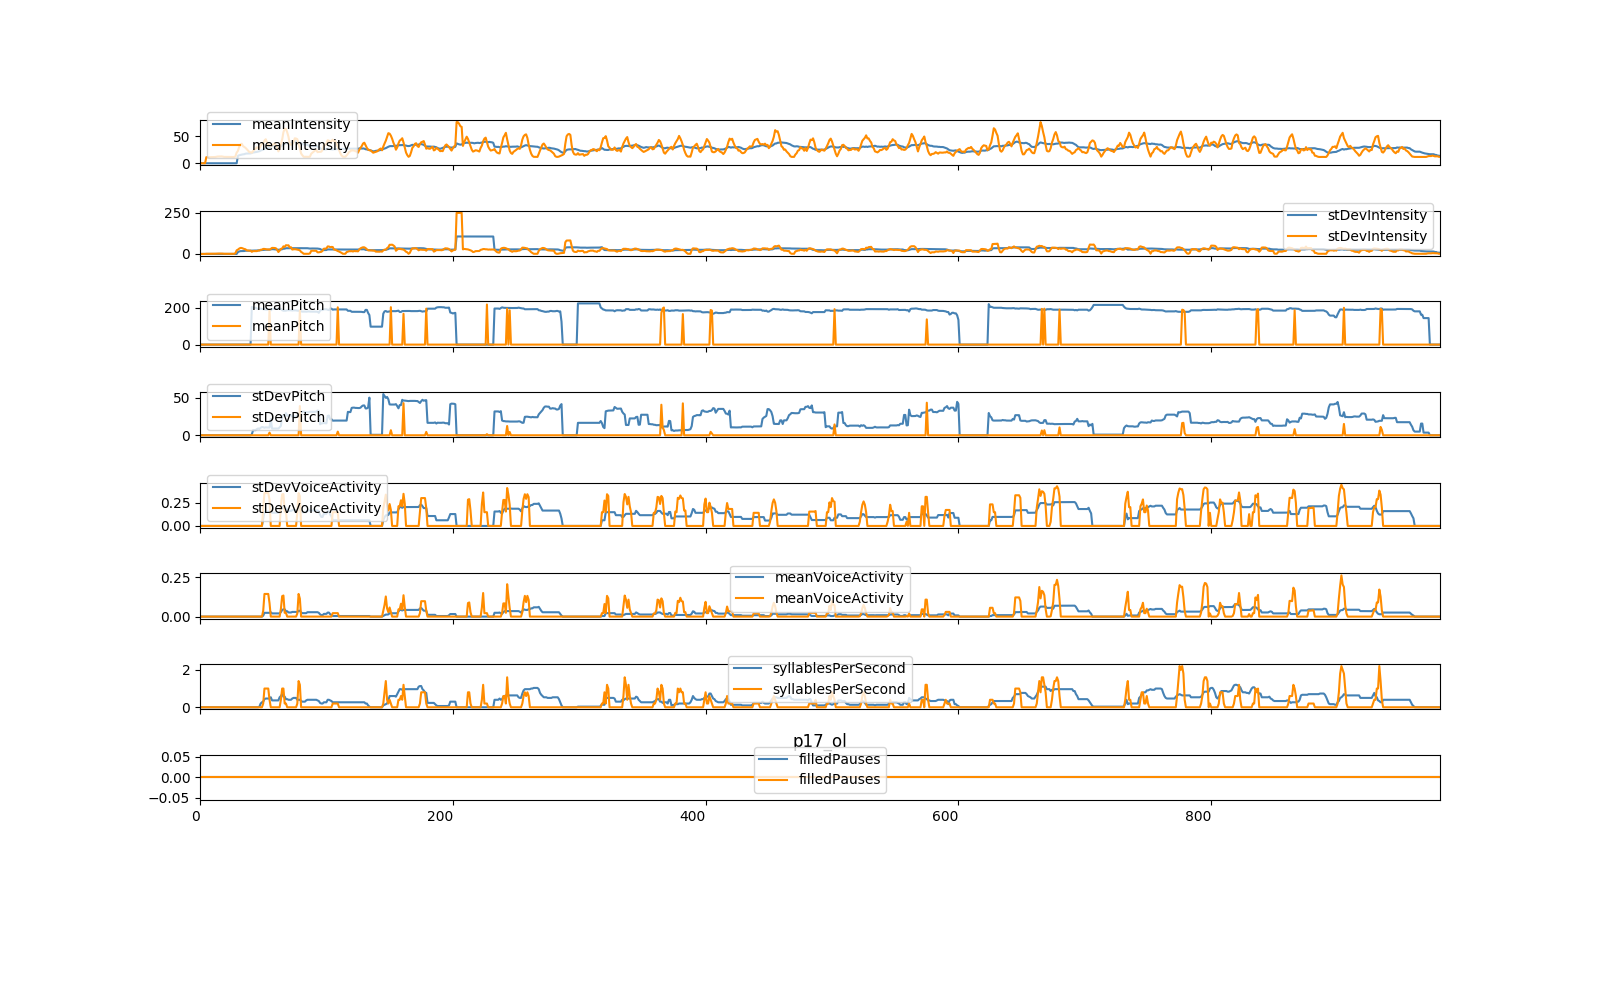 meanIntensity
meanIntensity
50
0
250
0
stDevIntensity
stDevIntensity
200
0
meanPitch
meanPitch
50
0
stDevPitch
stDevPitch
0.25
0.00
stDevVoiceActivity
stDevVoiceActivity
0.25
0.00
meanVoiceActivity
meanVoiceActivity
2
0
syllablesPerSecond
syllablesPerSecond
p17_ol
0.05
0.00
−0.05
filledPauses
filledPauses
0 200 400 600 800